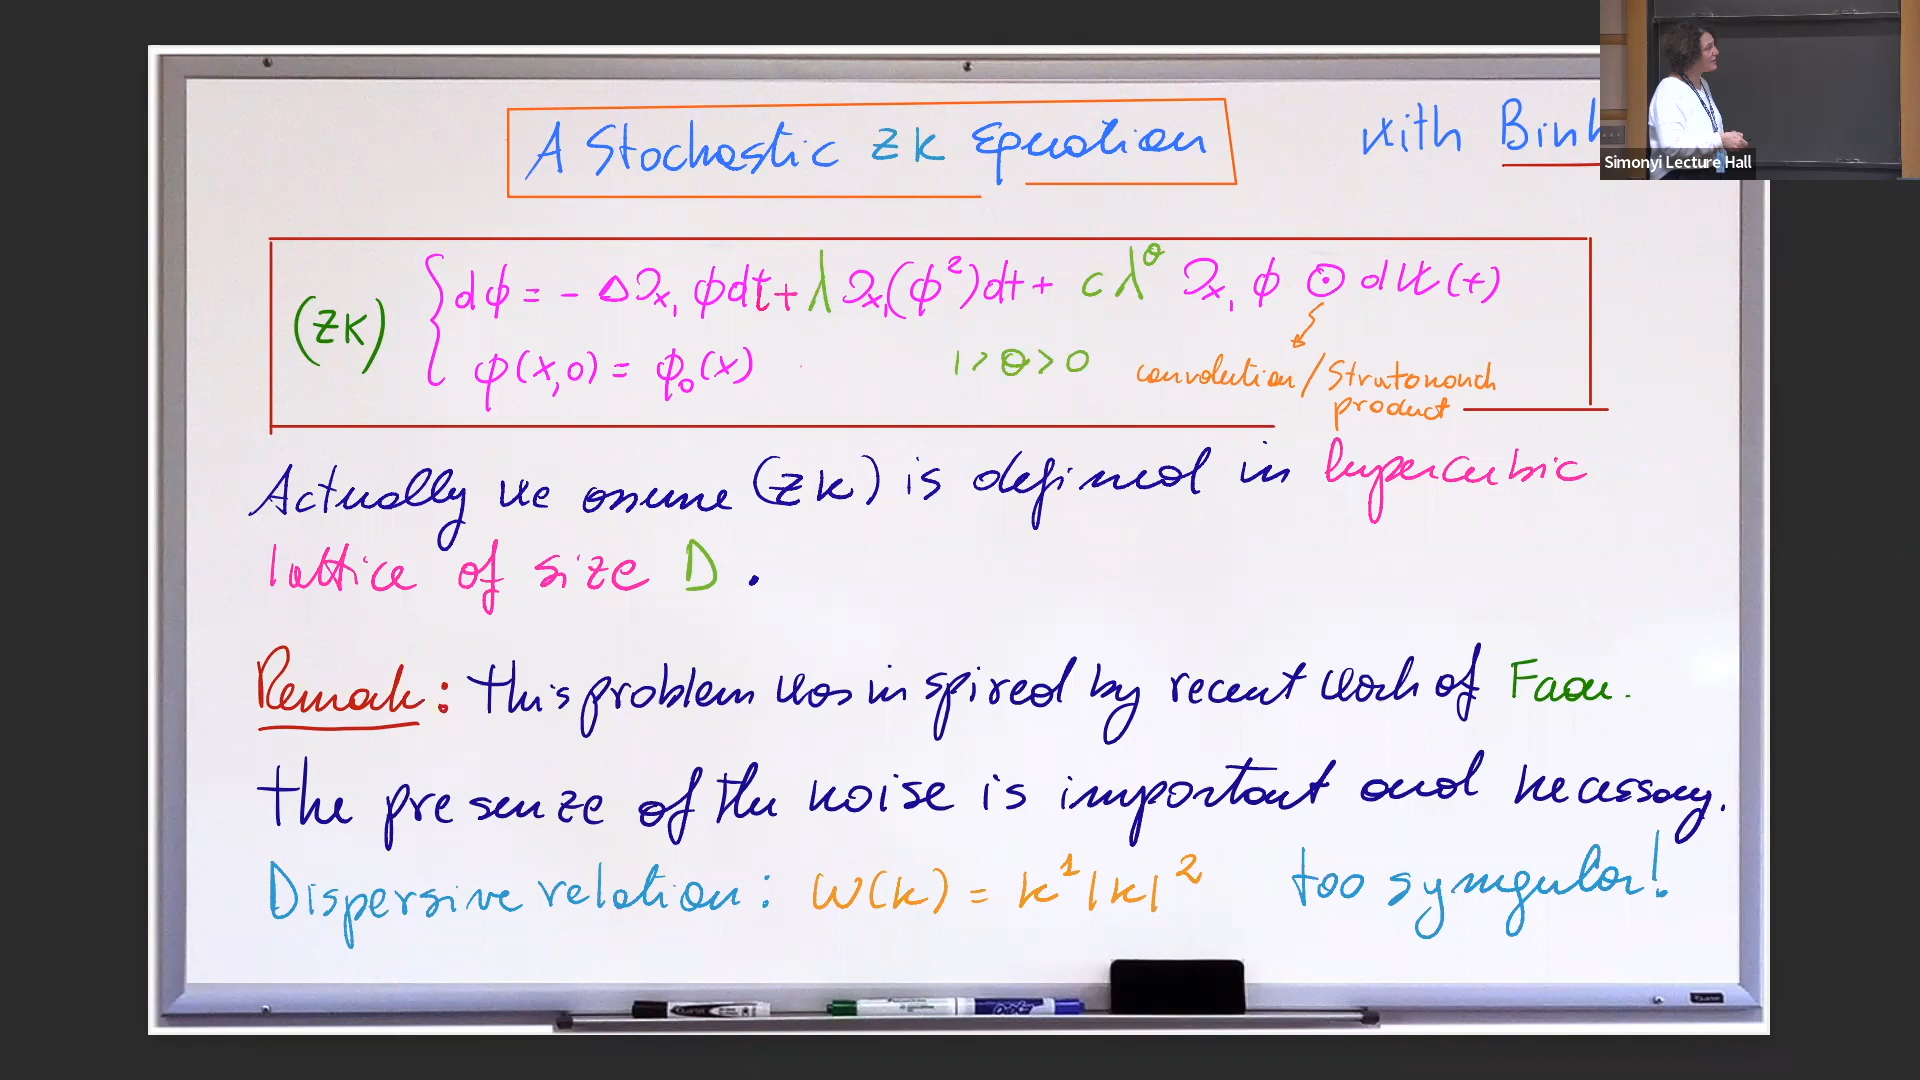 A Stochastic ZK Equation
with Binh
Simonyi Lecture Hall
(ZK) { dϕ = - Δ∂x₁ ϕdt + λ ∂x₁(ϕ²)dt + cλ^θ ∂x₁ ϕ ⊙ dW(t)
φ(x,0) = ϕ₀(x) 1 > θ > 0 convolution / Stratonovich
product
Actually we assume (ZK) is defined in hypercubic
lattice of size D.
Remark: this problem was inspired by recent work of Faou.
the presenze of the noise is important and necessary.
Dispersive relation: ω(k) = k¹|k|² too syngular!